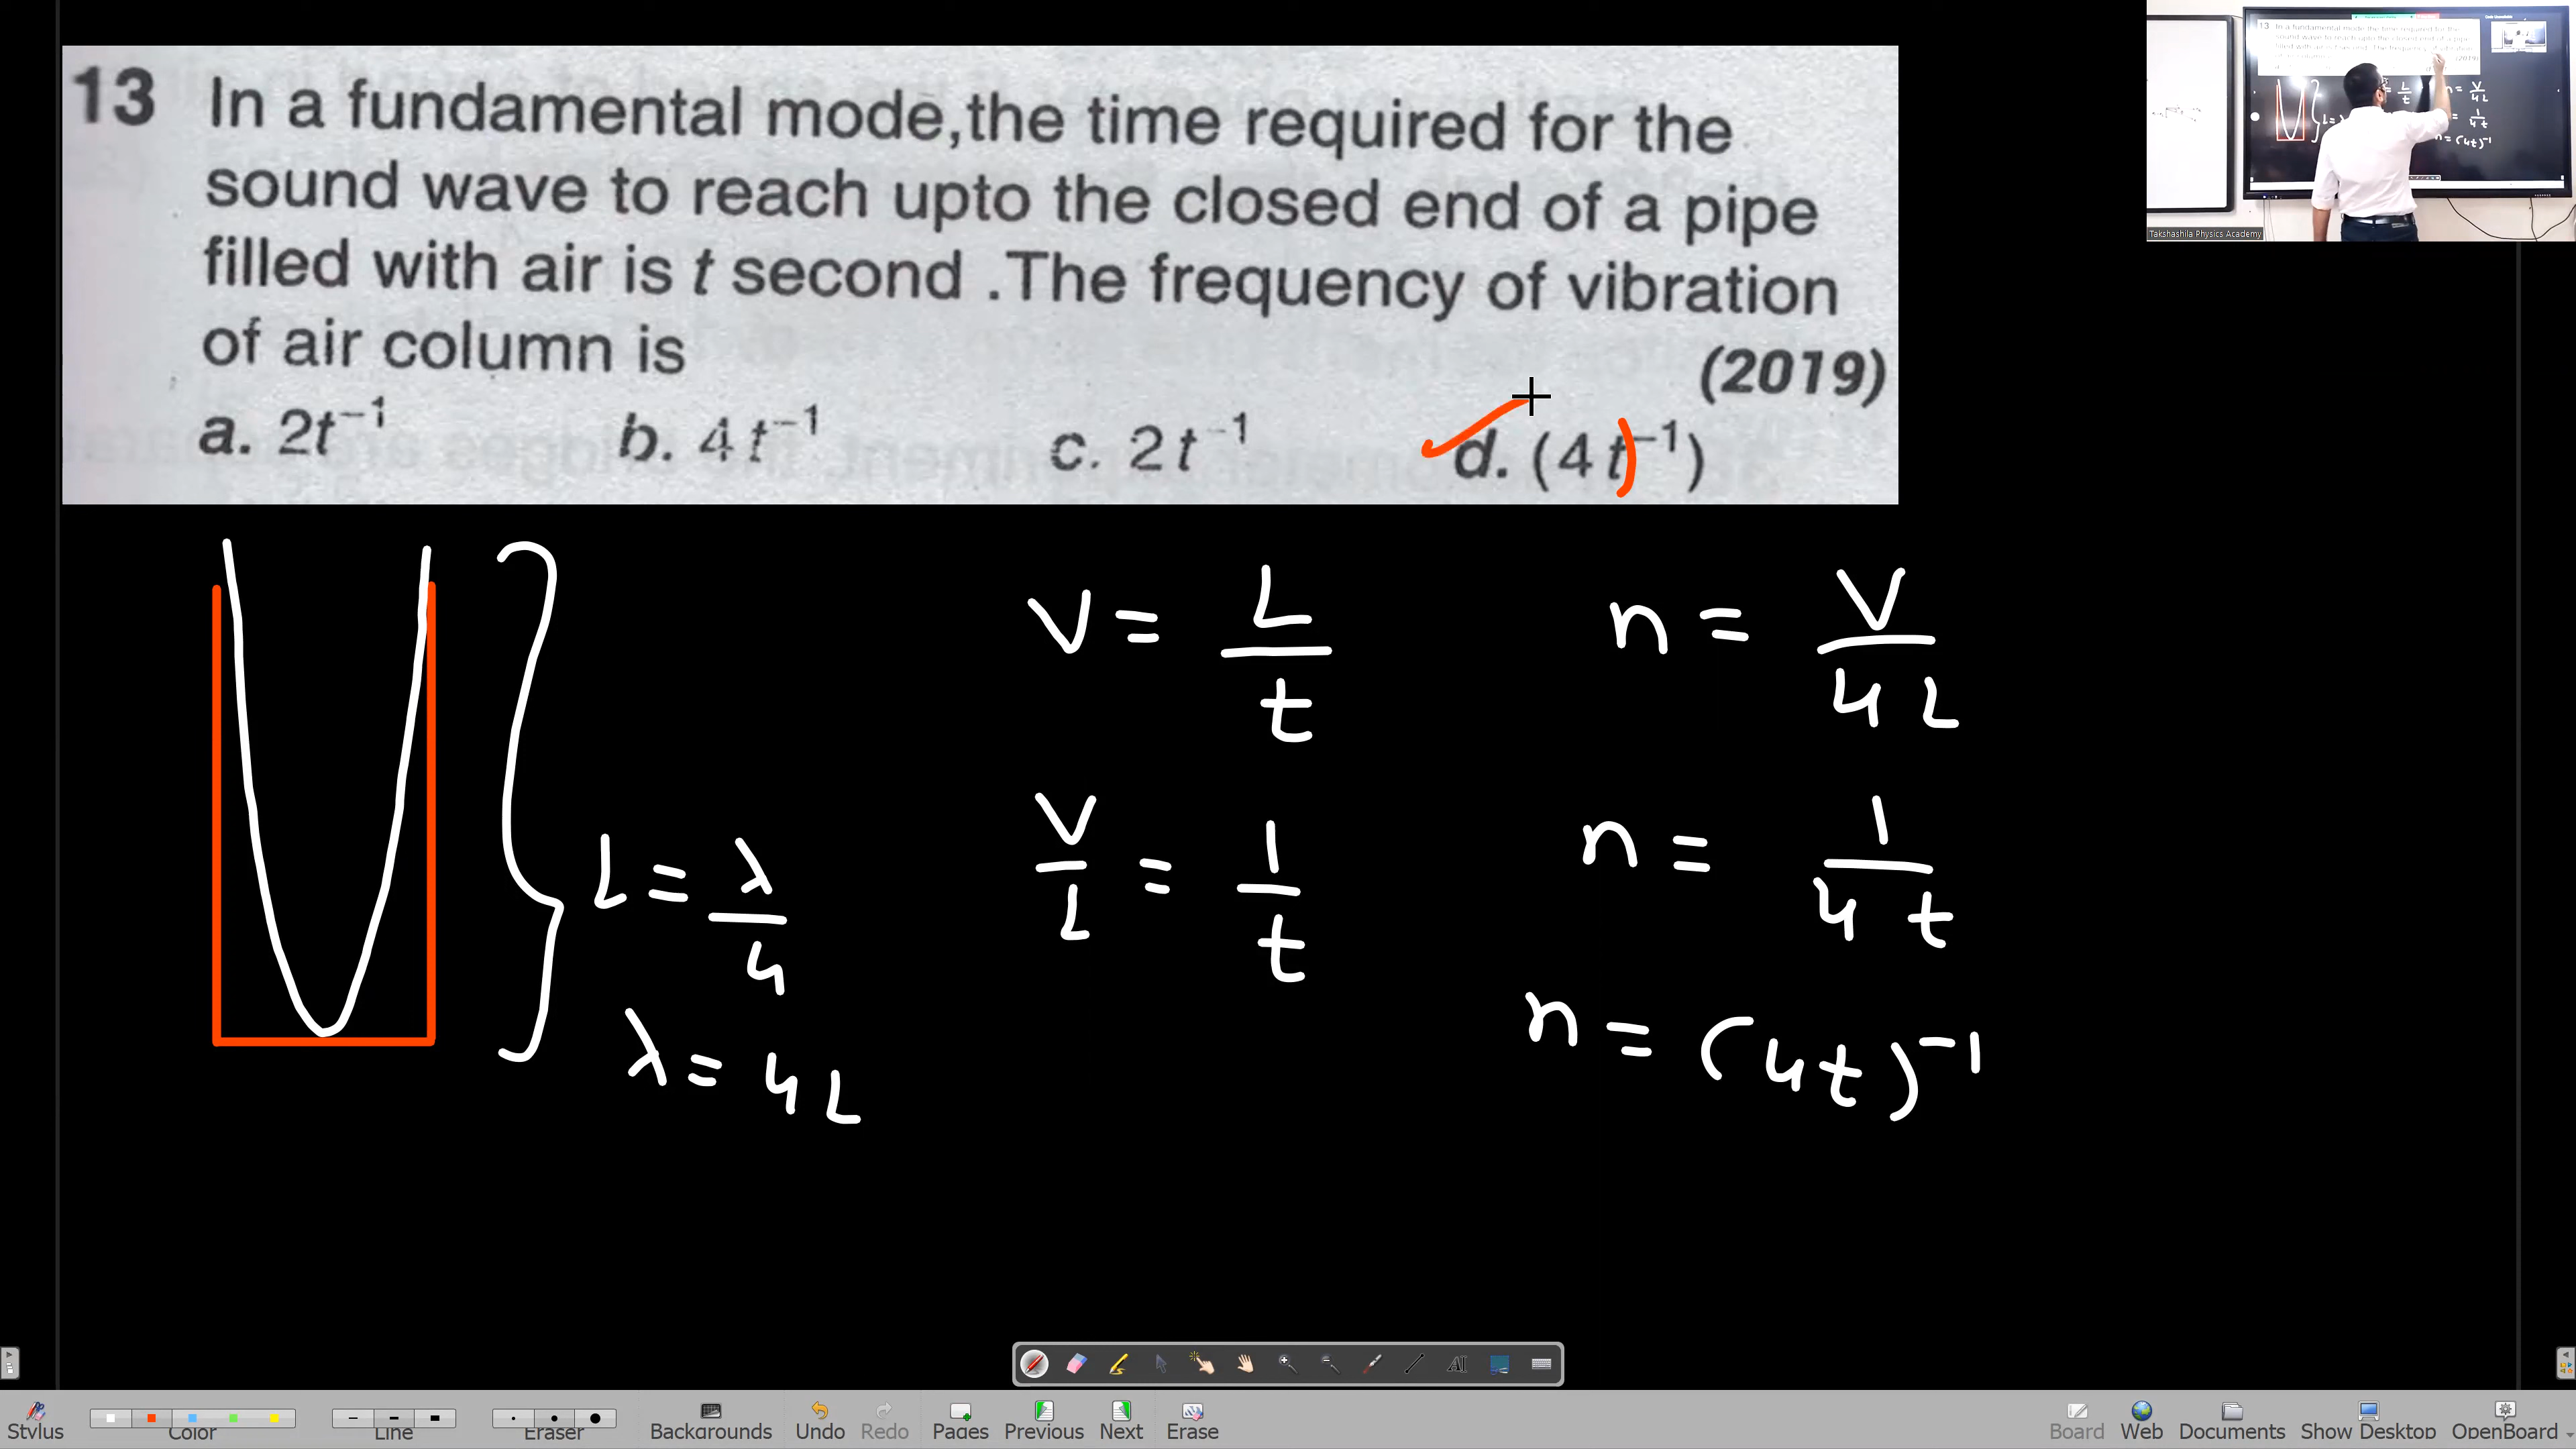 13 In a fundamental mode,the time required for the
sound wave to reach upto the closed end of a pipe
filled with air is t second .The frequency of vibration
of air column is
(2019)
a. 2t⁻¹ b. 4t⁻¹ c. 2t⁻¹ d. (4t)⁻¹)
L = λ/4
λ = 4L
V = L/t
V/L = 1/t
n = V/4L
n = 1/4t
n = (4t)⁻¹
Takshashila Physics Academy
Stylus Color Line Eraser Backgrounds Undo Redo Pages Previous Next Erase Board Web Documents Show Desktop OpenBoard